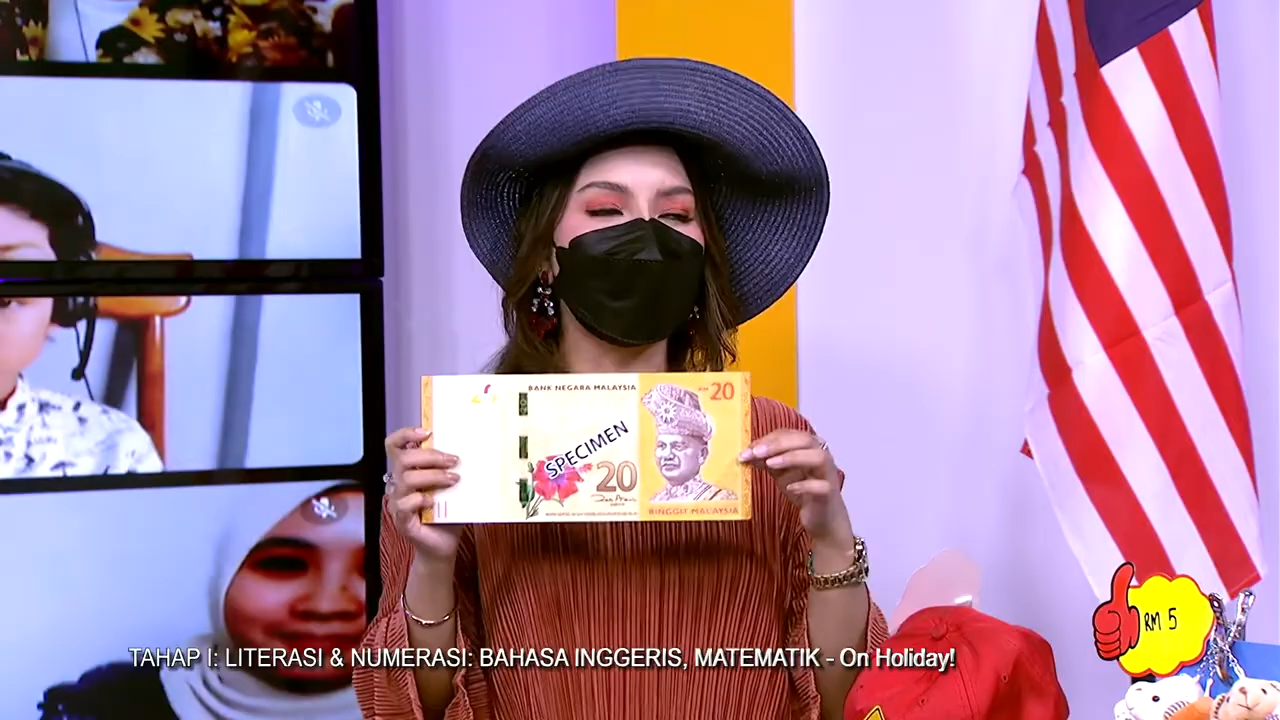 BANK NEGARA MALAYSIA
RM 20
SPECIMEN
20
RINGGIT MALAYSIA
RM 5
TAHAP I: LITERASI & NUMERASI: BAHASA INGGERIS, MATEMATIK - On Holiday!